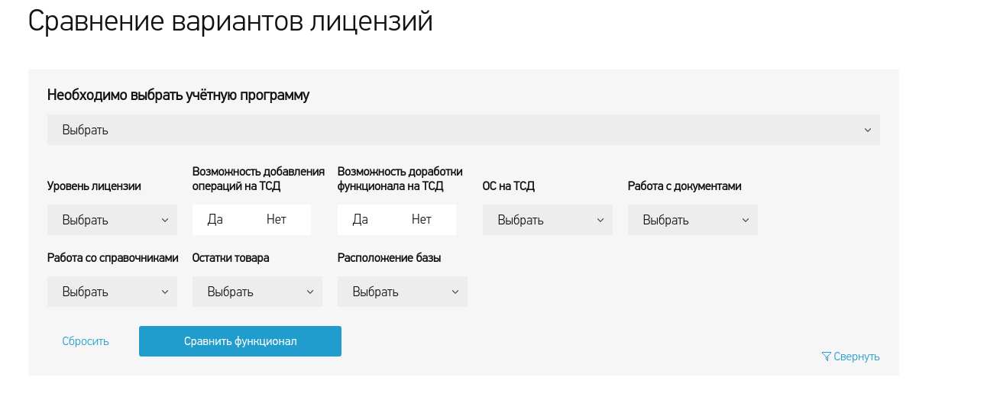 Сравнение вариантов лицензий
Необходимо выбрать учётную программу
Выбрать
Уровень лицензии
Возможность добавления
операций на ТСД
Возможность доработки
функционала на ТСД
ОС на ТСД
Работа с документами
Выбрать
Да
Нет
Да
Нет
Выбрать
Выбрать
Работа со справочниками
Остатки товара
Расположение базы
Выбрать
Выбрать
Выбрать
Сбросить
Сравнить функционал
Свернуть